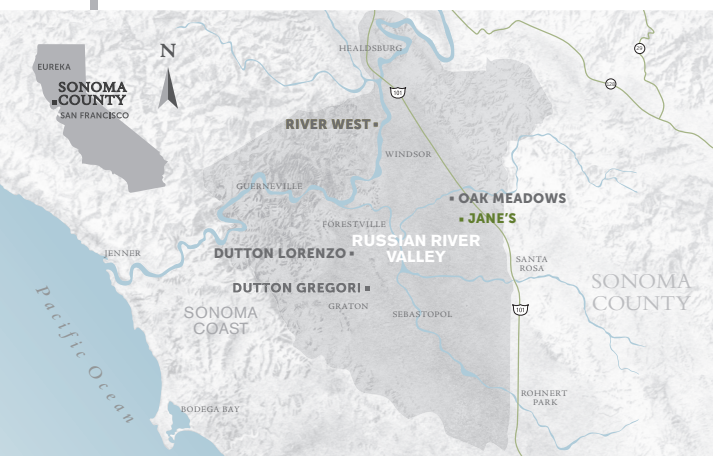 N
HEALDSBURG
29
EUREKA
SONOMA
COUNTY
101
128
SAN FRANCISCO
RIVER WEST
WINDSOR
GUERNEVILLE
OAK MEADOWS
JANE'S
FORESTVILLE
RUSSIAN RIVER
VALLEY
JENNER
DUTTON LORENZO
SANTA
ROSA
SONOMA
COUNTY
DUTTON GREGORI
GRATON
SONOMA
COAST
SEBASTOPOL
101
Pacific Ocean
ROHNERT
PARK
BODEGA BAY